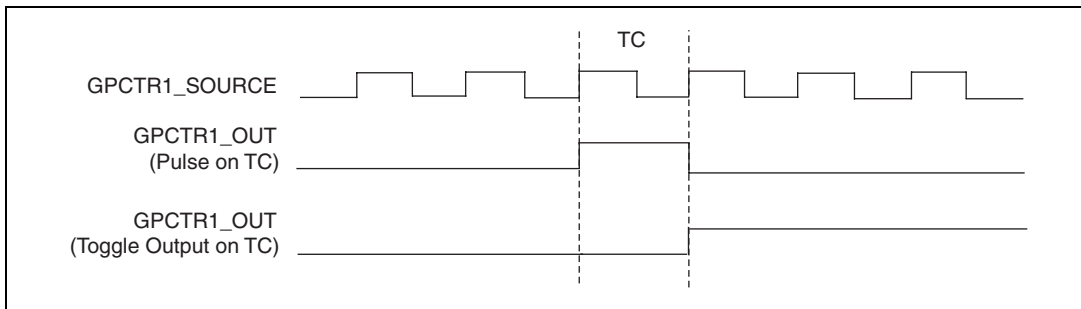 TC
GPCTR1_SOURCE
GPCTR1_OUT
(Pulse on TC)
GPCTR1_OUT
(Toggle Output on TC)